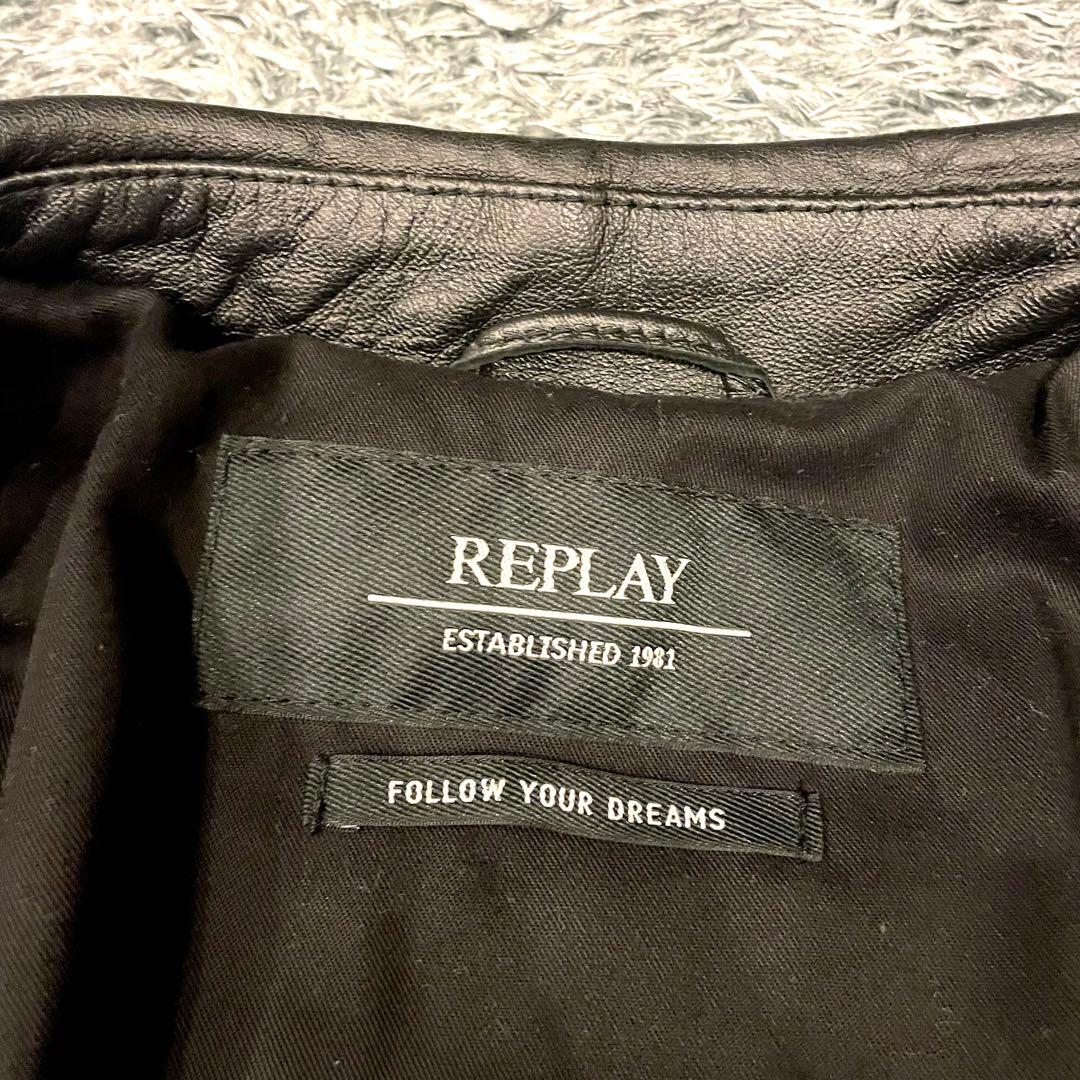 REPLAY
ESTABLISHED 1981
FOLLOW YOUR DREAMS